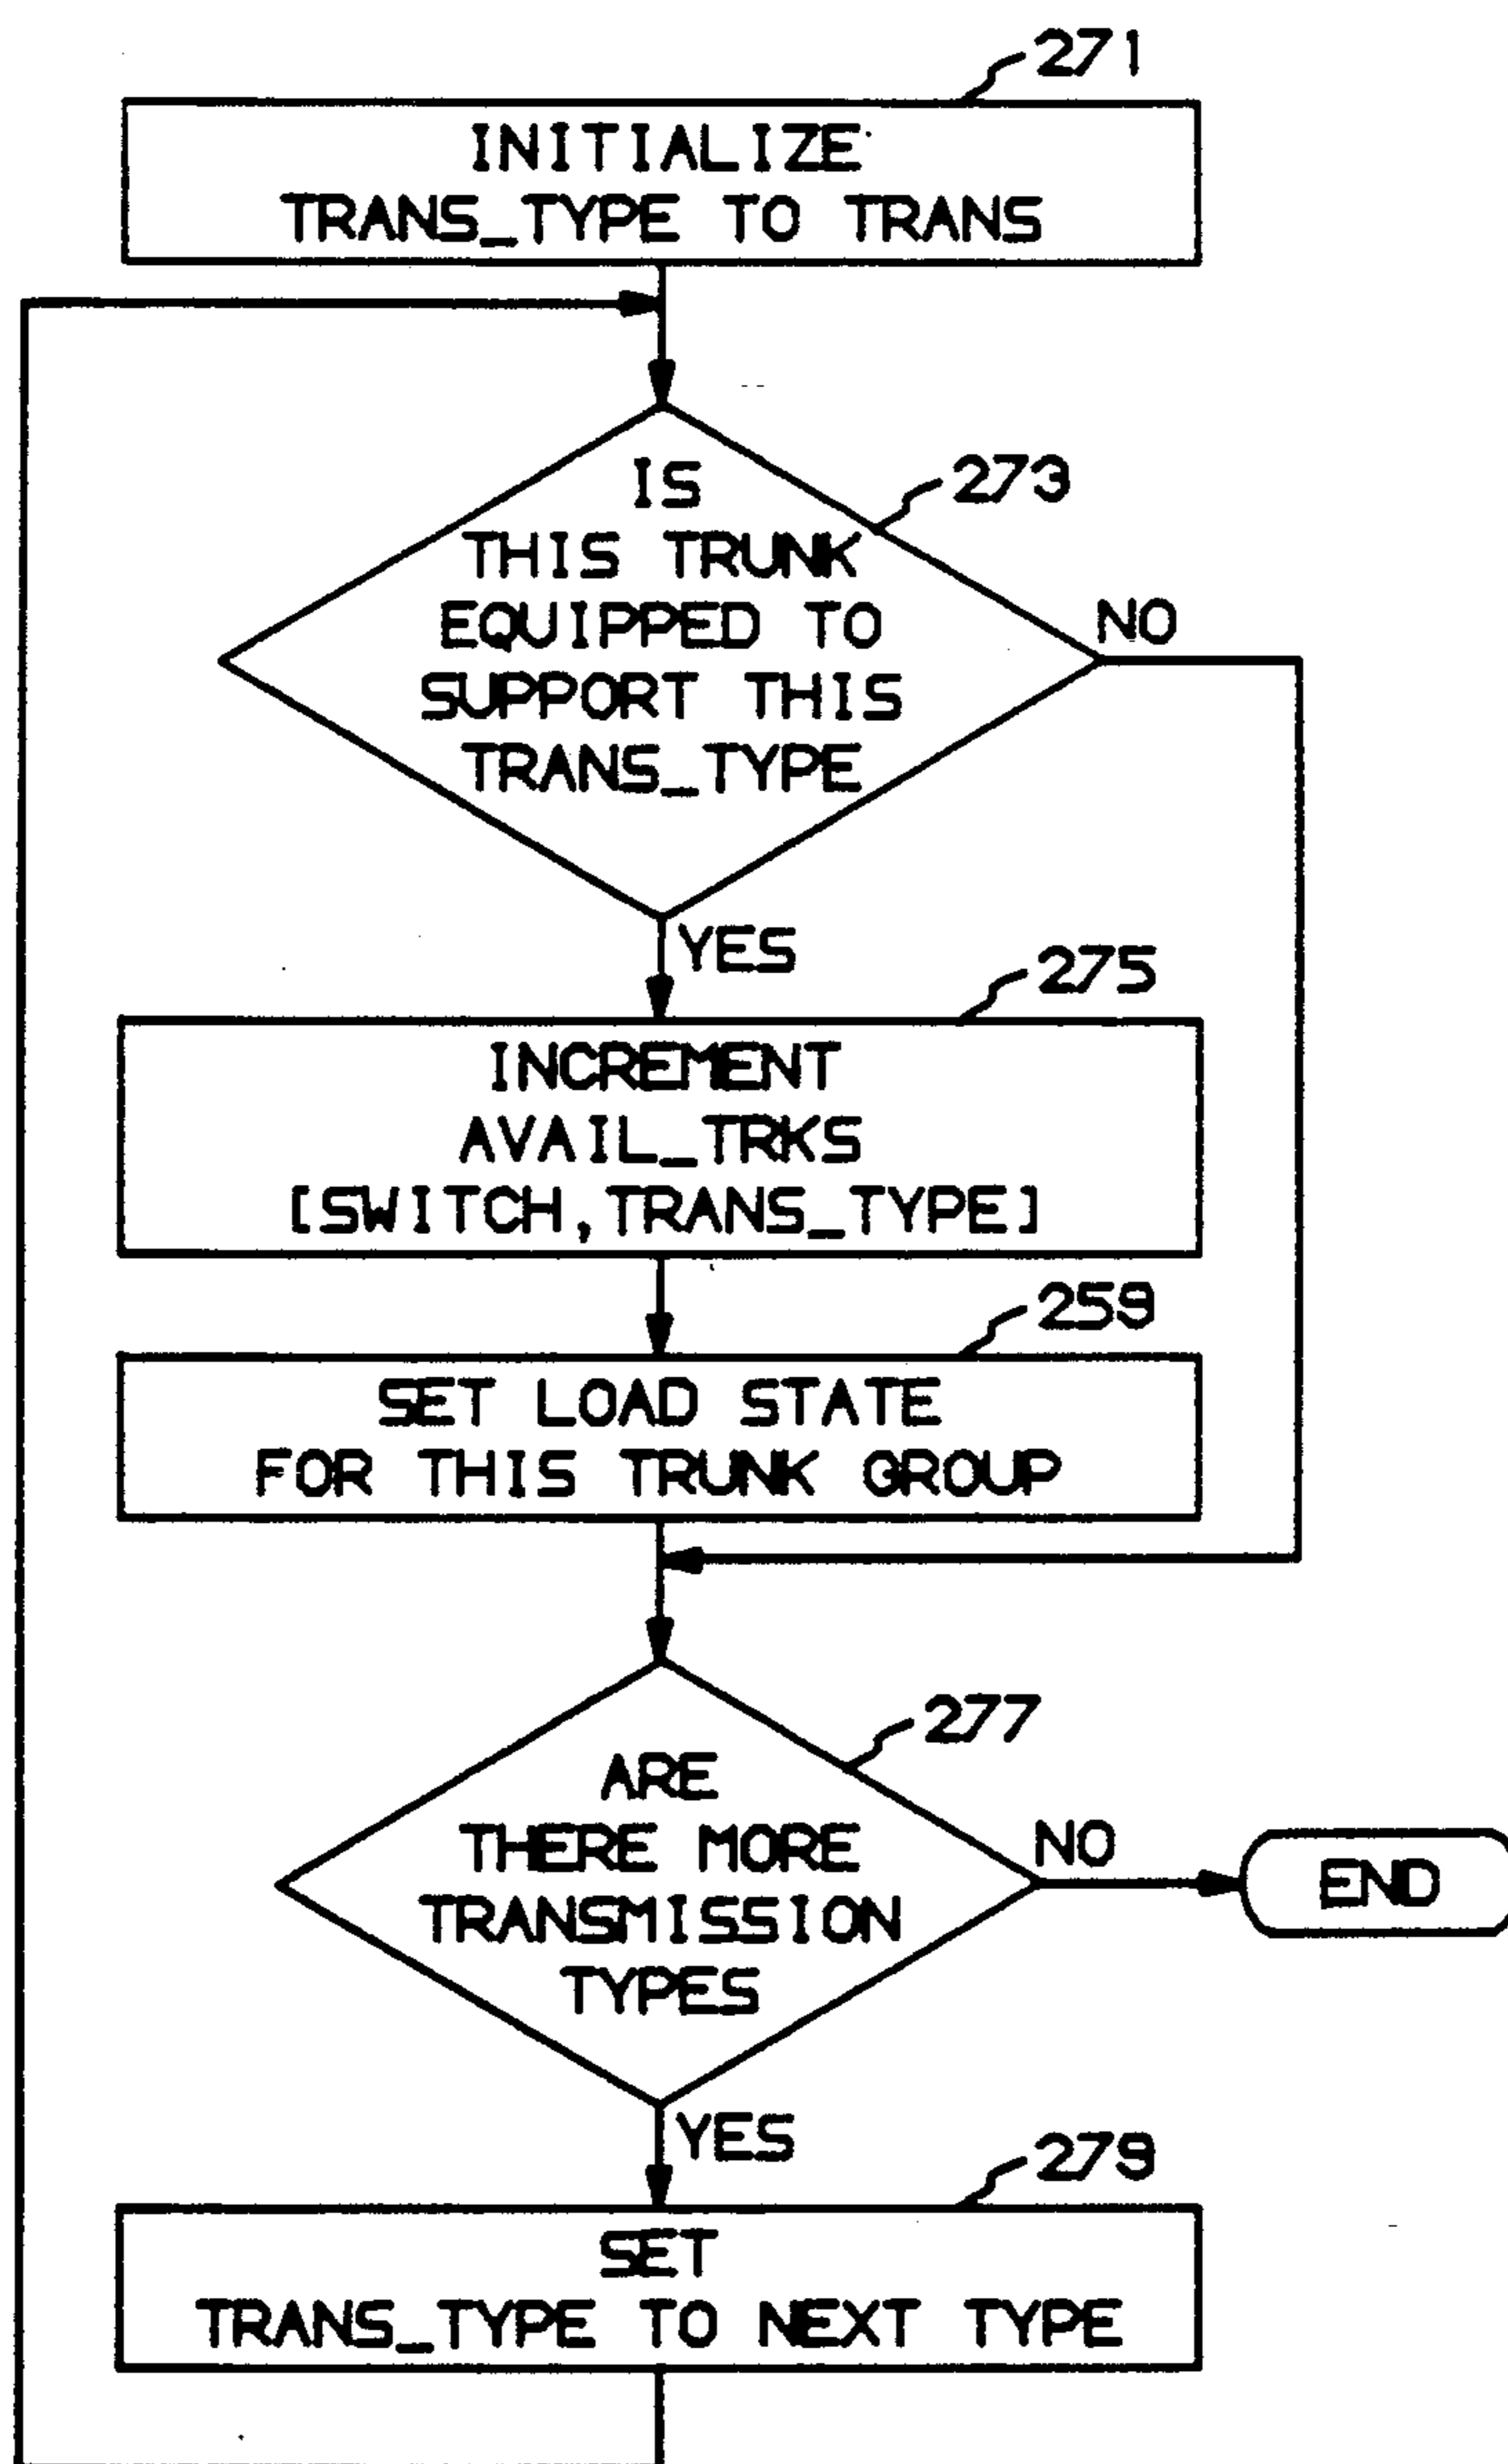 271
INITIALIZE
TRANS_TYPE TO TRANS
IS
273
THIS TRUNK
EQUIPPED TO
NO
SUPPORT THIS
TRANS_TYPE
YES
275
INCREMENT
AVAIL_TRKS
[SWITCH,TRANS_TYPE]
259
SET LOAD STATE
FOR THIS TRUNK GROUP
277
ARE
THERE MORE
NO
END
TRANSMISSION
TYPES
YES
279
SET
TRANS_TYPE TO NEXT TYPE